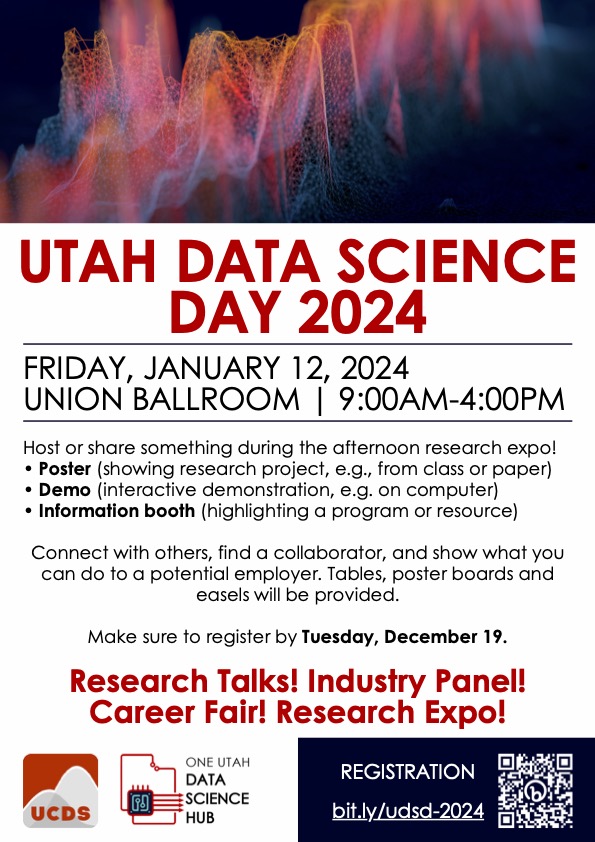 UTAH DATA SCIENCE
DAY 2024
FRIDAY, JANUARY 12, 2024
UNION BALLROOM | 9:00AM-4:00PM
Host or share something during the afternoon research expo!
• Poster (showing research project, e.g., from class or paper)
• Demo (interactive demonstration, e.g. on computer)
• Information booth (highlighting a program or resource)
Connect with others, find a collaborator, and show what you
can do to a potential employer. Tables, poster boards and
easels will be provided.
Make sure to register by Tuesday, December 19.
Research Talks! Industry Panel!
Career Fair! Research Expo!
UCDS
ONE UTAH
DATA
SCIENCE
HUB
REGISTRATION
bit.ly/udsd-2024